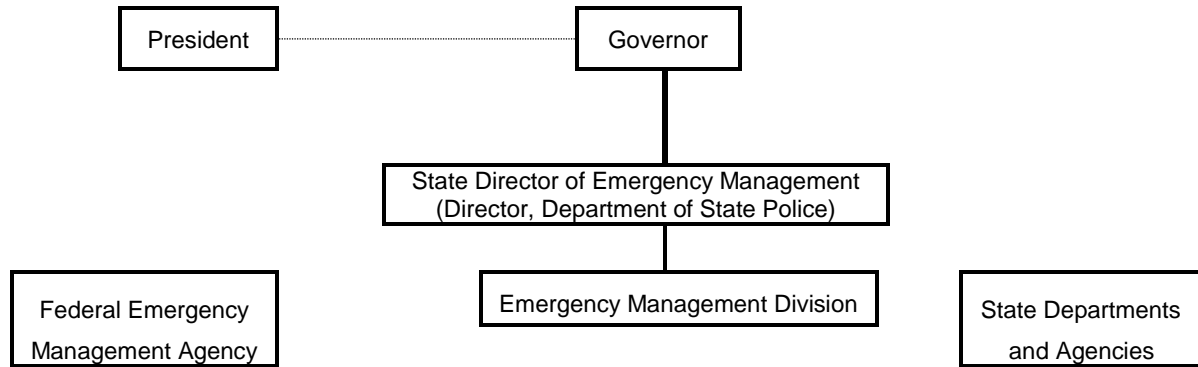 President
Governor
State Director of Emergency Management
(Director, Department of State Police)
Federal Emergency
Management Agency
Emergency Management Division
State Departments
and Agencies